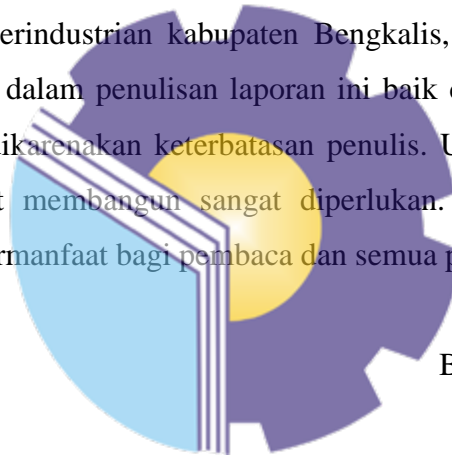 erindustrian kabupaten Bengkalis,
dalam penulisan laporan ini baik
ikarenakan keterbatasan penulis. U
t membangun sangat diperlukan.
rmanfaat bagi pembaca dan semua p
B